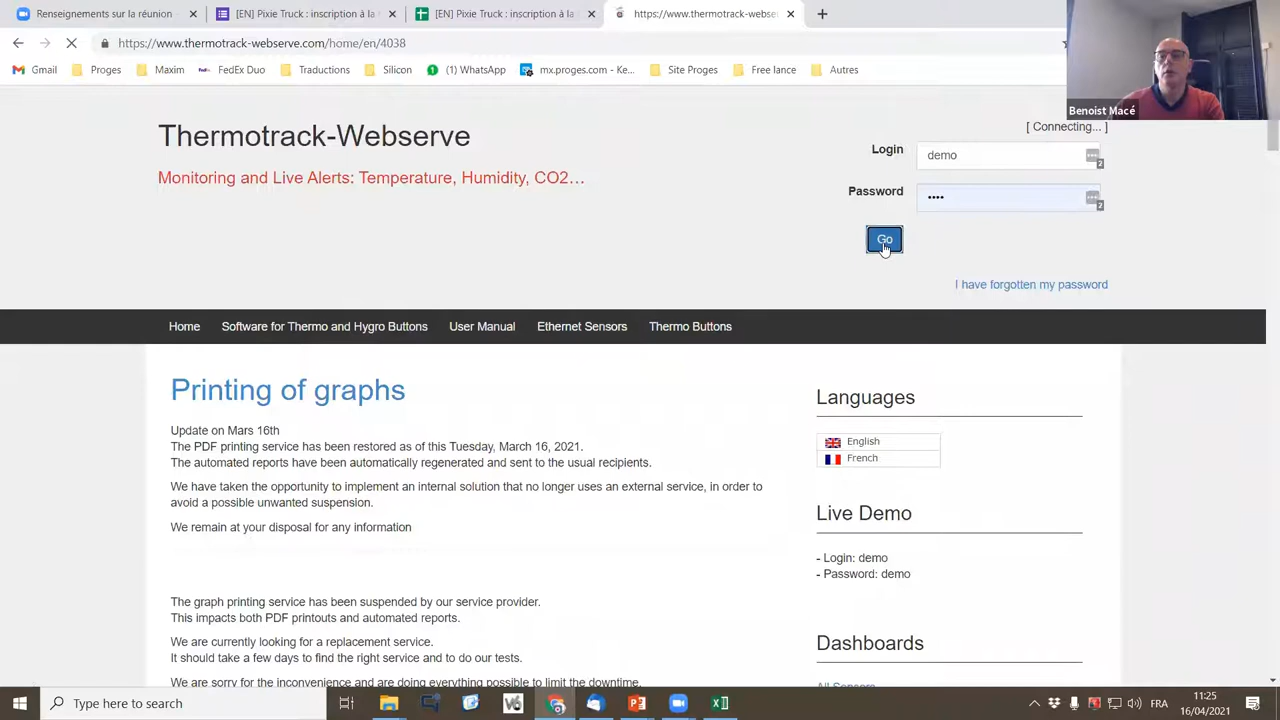 Renseignements sur la réunion
[EN] Pixie Truck : inscription à la
[EN] Pixie Truck : inscription à la
https://www.thermotrack-webserve
https://www.thermotrack-webserve.com/home/en/4038
Gmail
Proges
Maxim
FedEx Duo
Traductions
Silicon
(1) WhatsApp
mx.proges.com - Ke...
Site Proges
Free lance
Autres
Benoist Macé
Thermotrack-Webserve
Monitoring and Live Alerts: Temperature, Humidity, CO2…
[ Connecting... ]
Login
demo
2
Password
••••
2
Go
I have forgotten my password
Home
Software for Thermo and Hygro Buttons
User Manual
Ethernet Sensors
Thermo Buttons
Printing of graphs
Update on Mars 16th
The PDF printing service has been restored as of this Tuesday, March 16, 2021.
The automated reports have been automatically regenerated and sent to the usual recipients.
We have taken the opportunity to implement an internal solution that no longer uses an external service, in order to
avoid a possible unwanted suspension.
We remain at your disposal for any information
The graph printing service has been suspended by our service provider.
This impacts both PDF printouts and automated reports.
We are currently looking for a replacement service.
It should take a few days to find the right service and to do our tests.
We are sorry for the inconvenience and are doing everything possible to limit the downtime.
Languages
English
French
Live Demo
- Login: demo
- Password: demo
Dashboards
All Sensors
Type here to search
FRA
11:25
16/04/2021